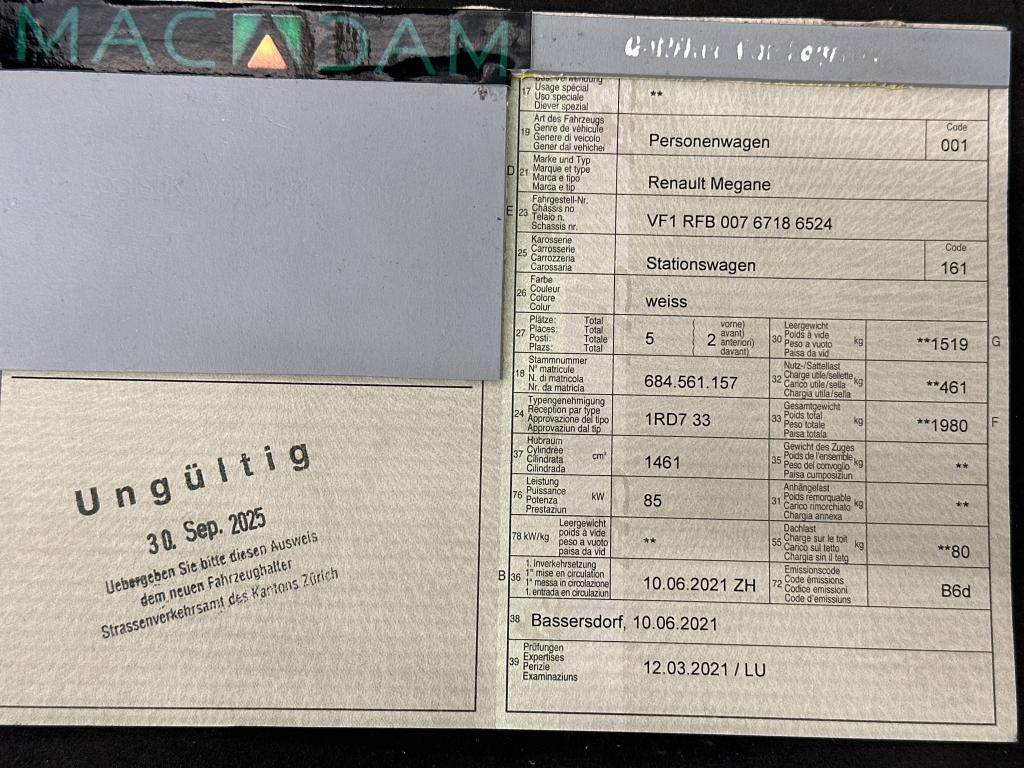 MACADAM
Bes. Verwendung
17 Usage spécial
Uso speciale
Diever spezial
**
Art des Fahrzeugs
19 Genre de véhicule
Genere di veicolo
Gener dal vehichel
Personenwagen
Code
001
Marke und Typ
D 21 Marque et type
Marca e tipo
Marca e tip
Renault Megane
Fahrgestell-Nr.
E 23 Châssis no
Telaio n.
Schassis nr.
VF1 RFB 007 6718 6524
Karosserie
25 Carrosserie
Carrozzeria
Carossaria
Stationswagen
Code
161
Farbe
26 Couleur
Colore
Colur
weiss
Plätze: Total
27 Places: Total
Posti: Totale
Plazs: Total
5
2
vorne)
avant)
anteriori)
davant)
Leergewicht
30 Poids à vide
Peso a vuoto
Paisa da vid
kg
**1519
G
Stammnummer
18 N° matricule
N. di matricola
Nr. da matricla
684.561.157
Nutz-/Sattellast
32 Charge utile/sellette
Carico utile/sella
Chargia utila/sella
kg
**461
Typengenehmigung
24 Réception par type
Approvazione del tipo
Approvaziun dal tip
1RD7 33
Gesamtgewicht
33 Poids total
Peso totale
Paisa totala
kg
**1980
F
Hubraum
37 Cylindrée
Cilindrata
Cilindrada
cm³
1461
Gewicht des Zuges
35 Poids de l'ensemble
Peso del convoglio
Paisa cumposiziun
kg
**
Leistung
76 Puissance
Potenza
Prestaziun
kW
85
Anhängelast
31 Poids remorquable
Carico rimorchiato
Chargia annexa
kg
**
78 kW/kg
Leergewicht
poids à vide
peso a vuoto
paisa da vid
**
Dachlast
55 Charge sur le toit
Carico sul tetto
Chargia sin il tetg
kg
**80
1. Inverkehrsetzung
B 36 1re mise en circulation
1a messa in circolazione
1. entrada en circulaziun
10.06.2021 ZH
Emissionscode
72 Code émissions
Codice emissioni
Code d'emissiuns
B6d
38 Bassersdorf, 10.06.2021
Prüfungen
39 Expertises
Perizie
Examinaziuns
12.03.2021 / LU
Ungültig
30. Sep. 2025
Uebergeben Sie bitte diesen Ausweis
dem neuen Fahrzeughalter
Strassenverkehrsamt des Kantons Zürich